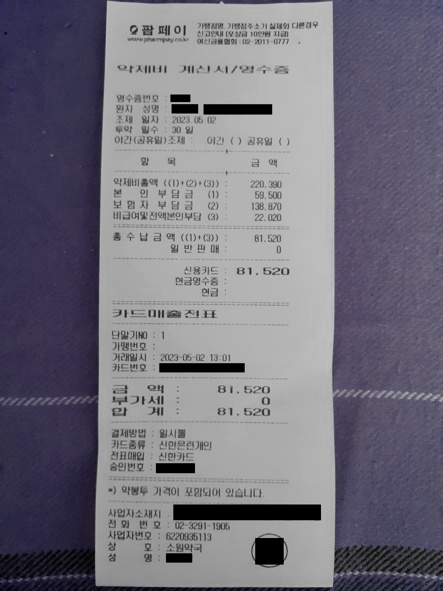 팜페이
www.pharmpay.co.kr
가맹점명, 가맹점주소가 실제와 다른경우
신고안내 (포상금 10만원 지급)
여신금융협회: 02-2011-0777
약제비 계산서/영수증
영수증번호 :
환자 성명
조제 일자 : 2023.05.02
투약 일수 : 30 일
야간(공휴일)조제 : 야간 ( ) 공휴일 ( )
항 목 금 액
약제비총액 ((1)+(2)+(3)) : 220.390
본 인 부담금 (1) : 59,500
보험자 부담금 (2) : 138,870
비급여및전액본인부담 (3) : 22.020
총수납금액 ((1)+(3)) : 81.520
일반판매 : 0
신용카드 : 81.520
현금영수증 :
현금 :
카드매출전표
단말기NO : 1
가맹번호 :
거래일시 : 2023-05-02 13:01
카드번호 :
금 액 : 81.520
부가세 : 0
합 계 : 81.520
결제방법 : 일시불
카드종류 : 신한은련개인
전표매입 : 신한카드
승인번호 :
*) 약봉투 가격이 포함되어 있습니다.
사업자소재지 :
전 화 번 호 : 02-3291-1905
사업자번호 : 6220935113
상 호 : 소원약국
성 명 :